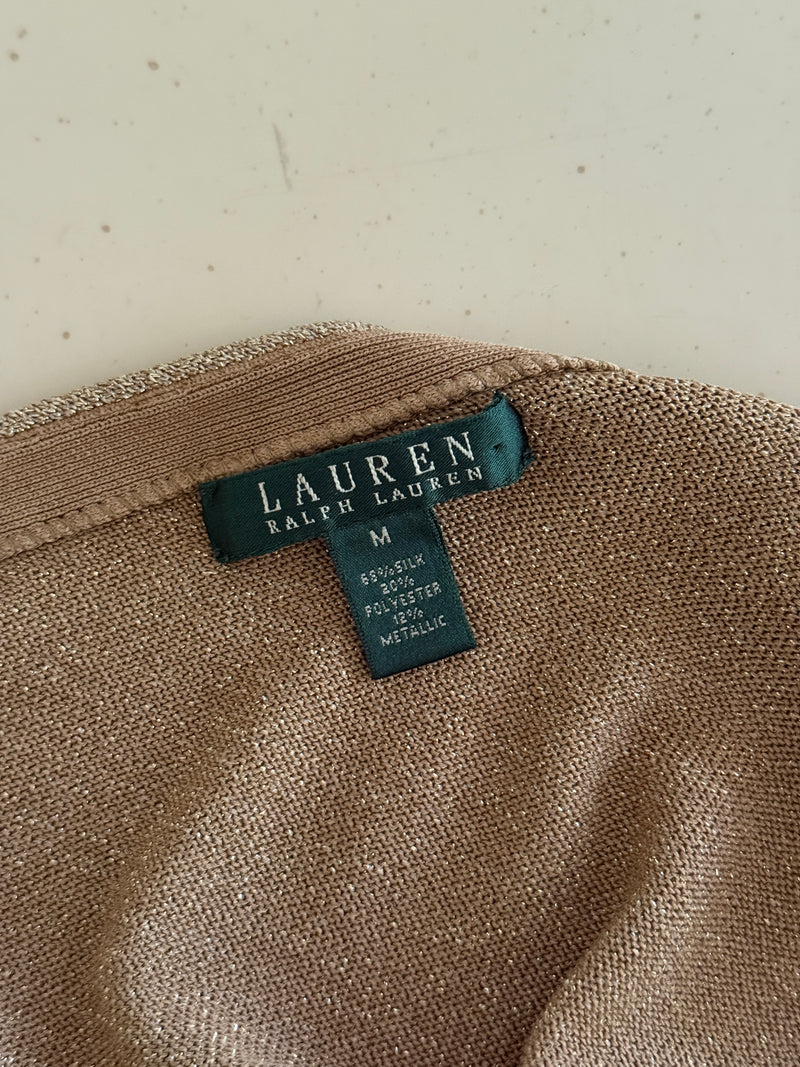 LAUREN
RALPH LAUREN
M
68%SILK
20%
POLYESTER
12%
METALLIC